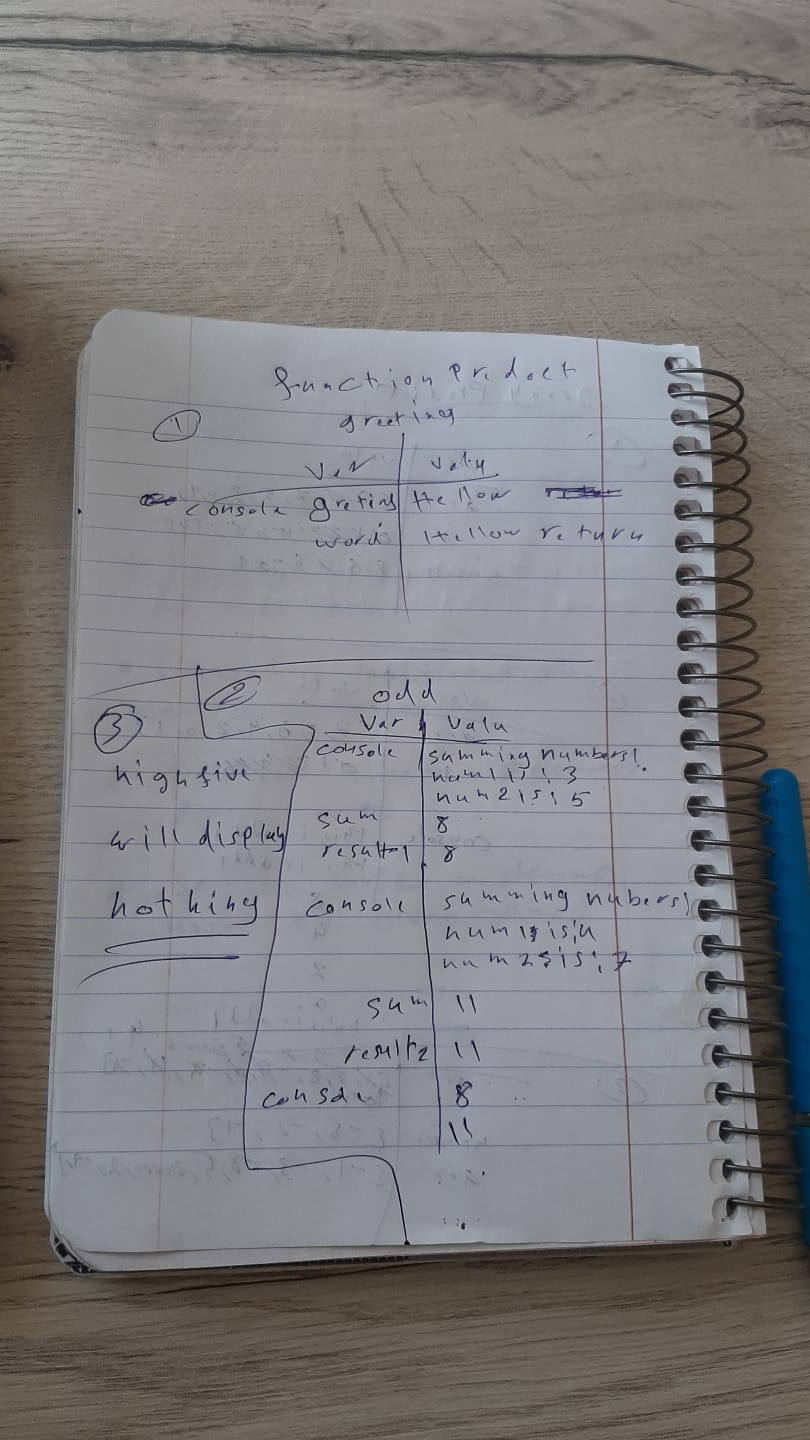 function Predect
①
greeting
Var Valu
console greting Hellow
word Hellow return
②
odd
Var Valu
console summing numbers!
num1 is: 3
num2 is: 5
sum 8
result1 8
console summing nubers!
num1 is: 4
num2 is: 7
sum 11
result2 11
console 8
11
③
highfive
will display
nothing